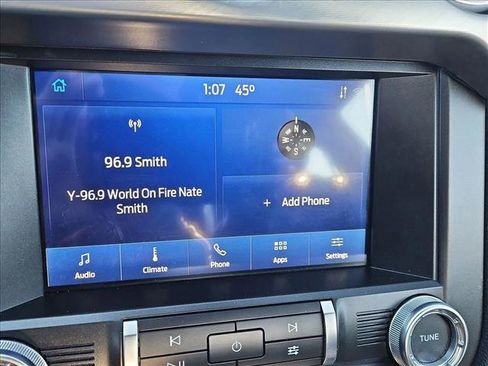 1:07 45°
96.9 Smith
Y-96.9 World On Fire Nate
Smith
N
W E
S
+ Add Phone
Audio
Climate
Phone
Apps
Settings
TUNE